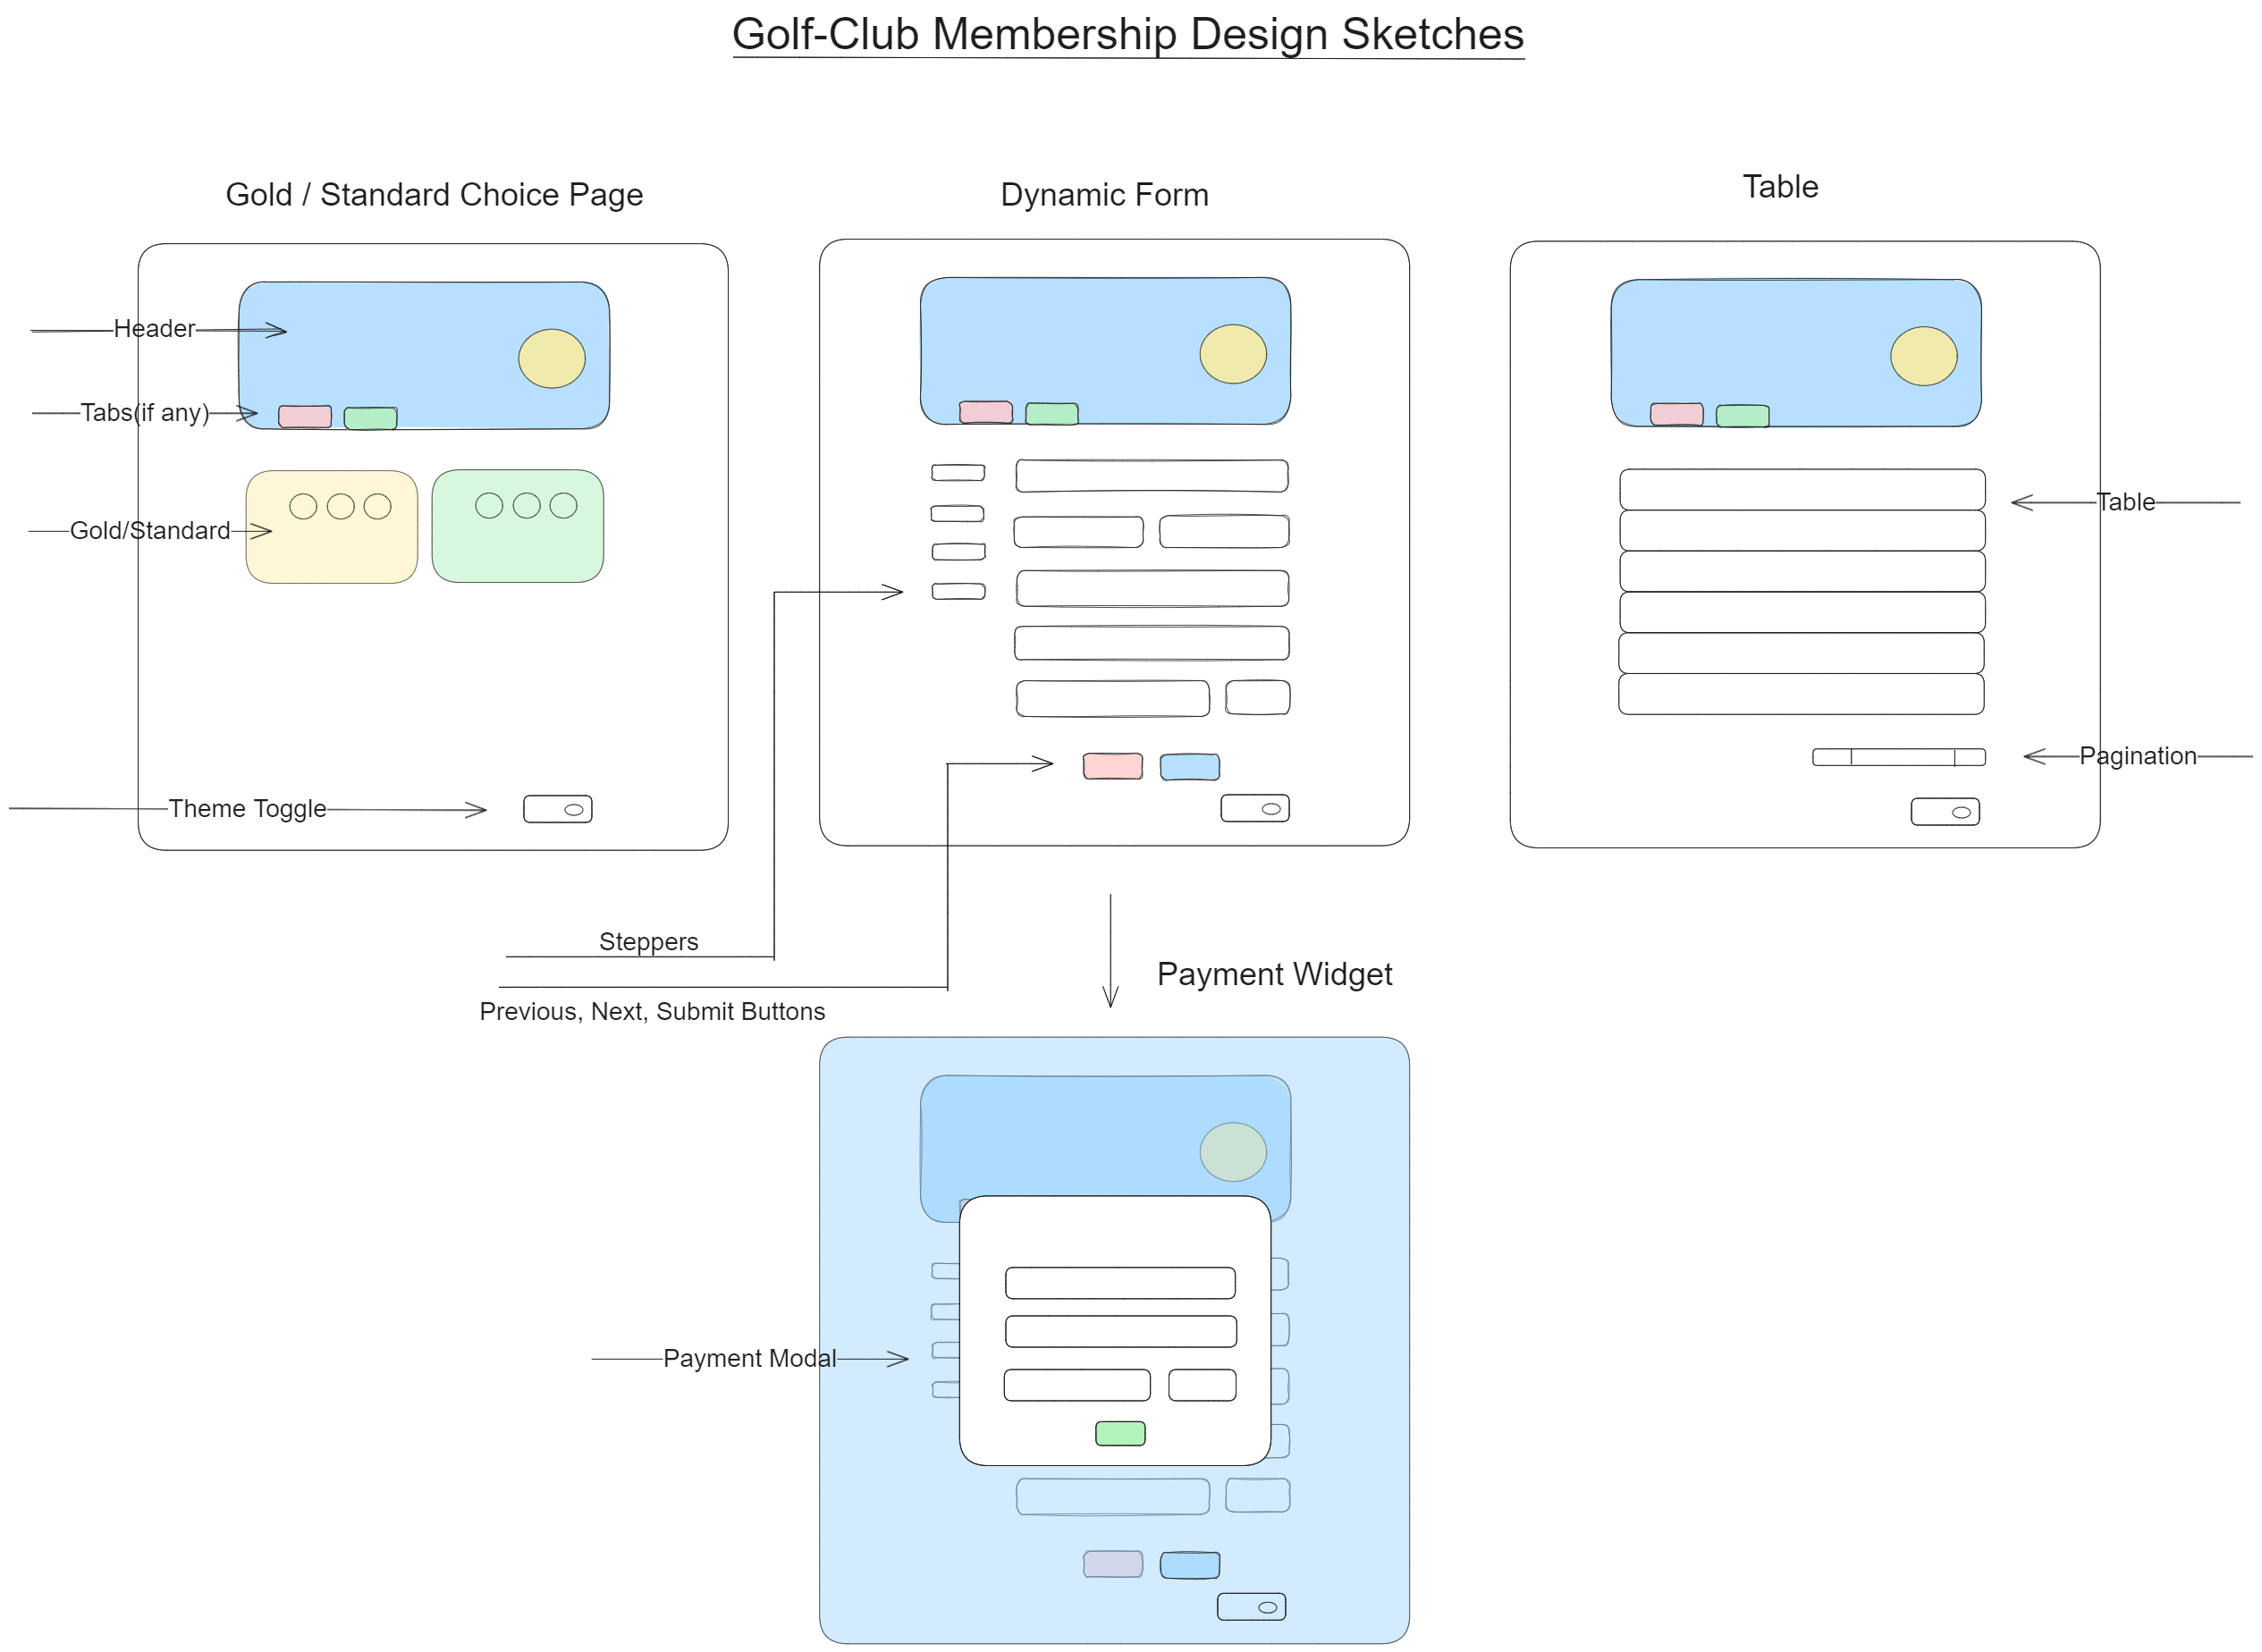 Golf-Club Membership Design Sketches
Gold / Standard Choice Page
Dynamic Form
Table
Header
Tabs(if any)
Gold/Standard
Theme Toggle
Table
Pagination
Steppers
Previous, Next, Submit Buttons
Payment Widget
Payment Modal